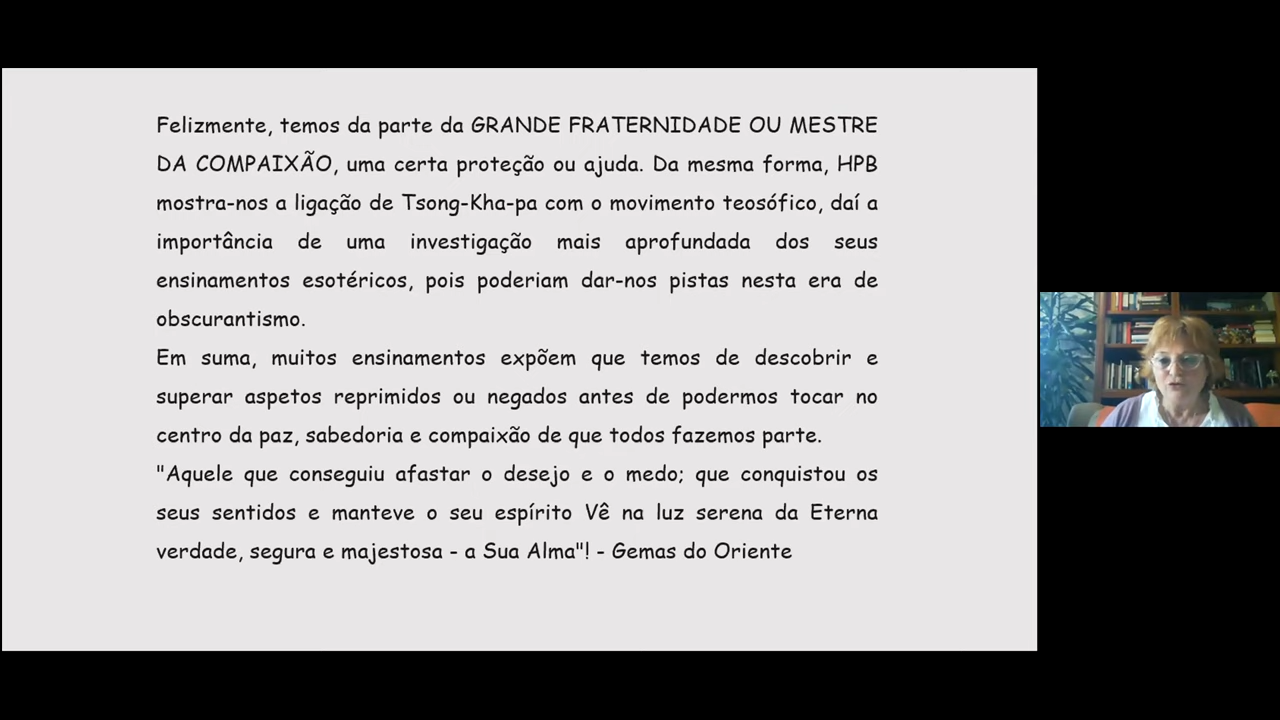 Felizmente, temos da parte da GRANDE FRATERNIDADE OU MESTRE
DA COMPAIXÃO, uma certa proteção ou ajuda. Da mesma forma, HPB
mostra-nos a ligação de Tsong-Kha-pa com o movimento teosófico, daí a
importância de uma investigação mais aprofundada dos seus
ensinamentos esotéricos, pois poderiam dar-nos pistas nesta era de
obscurantismo.
Em suma, muitos ensinamentos expõem que temos de descobrir e
superar aspetos reprimidos ou negados antes de podermos tocar no
centro da paz, sabedoria e compaixão de que todos fazemos parte.
"Aquele que conseguiu afastar o desejo e o medo; que conquistou os
seus sentidos e manteve o seu espírito Vê na luz serena da Eterna
verdade, segura e majestosa - a Sua Alma"! - Gemas do Oriente